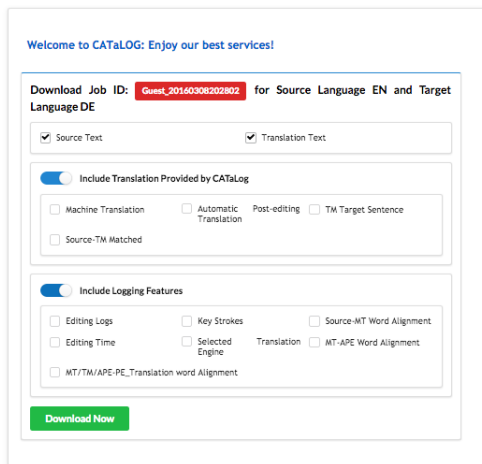 Welcome to CATaLOG: Enjoy our best services!
Download Job ID: Guest_20160308202802 for Source Language EN and Target
Language DE
Source Text Translation Text
Include Translation Provided by CATaLog
Machine Translation Automatic Post-editing TM Target Sentence
Translation
Source-TM Matched
Include Logging Features
Editing Logs Key Strokes Source-MT Word Alignment
Editing Time Selected Translation MT-APE Word Alignment
Engine
MT/TM/APE-PE_Translation word Alignment
Download Now